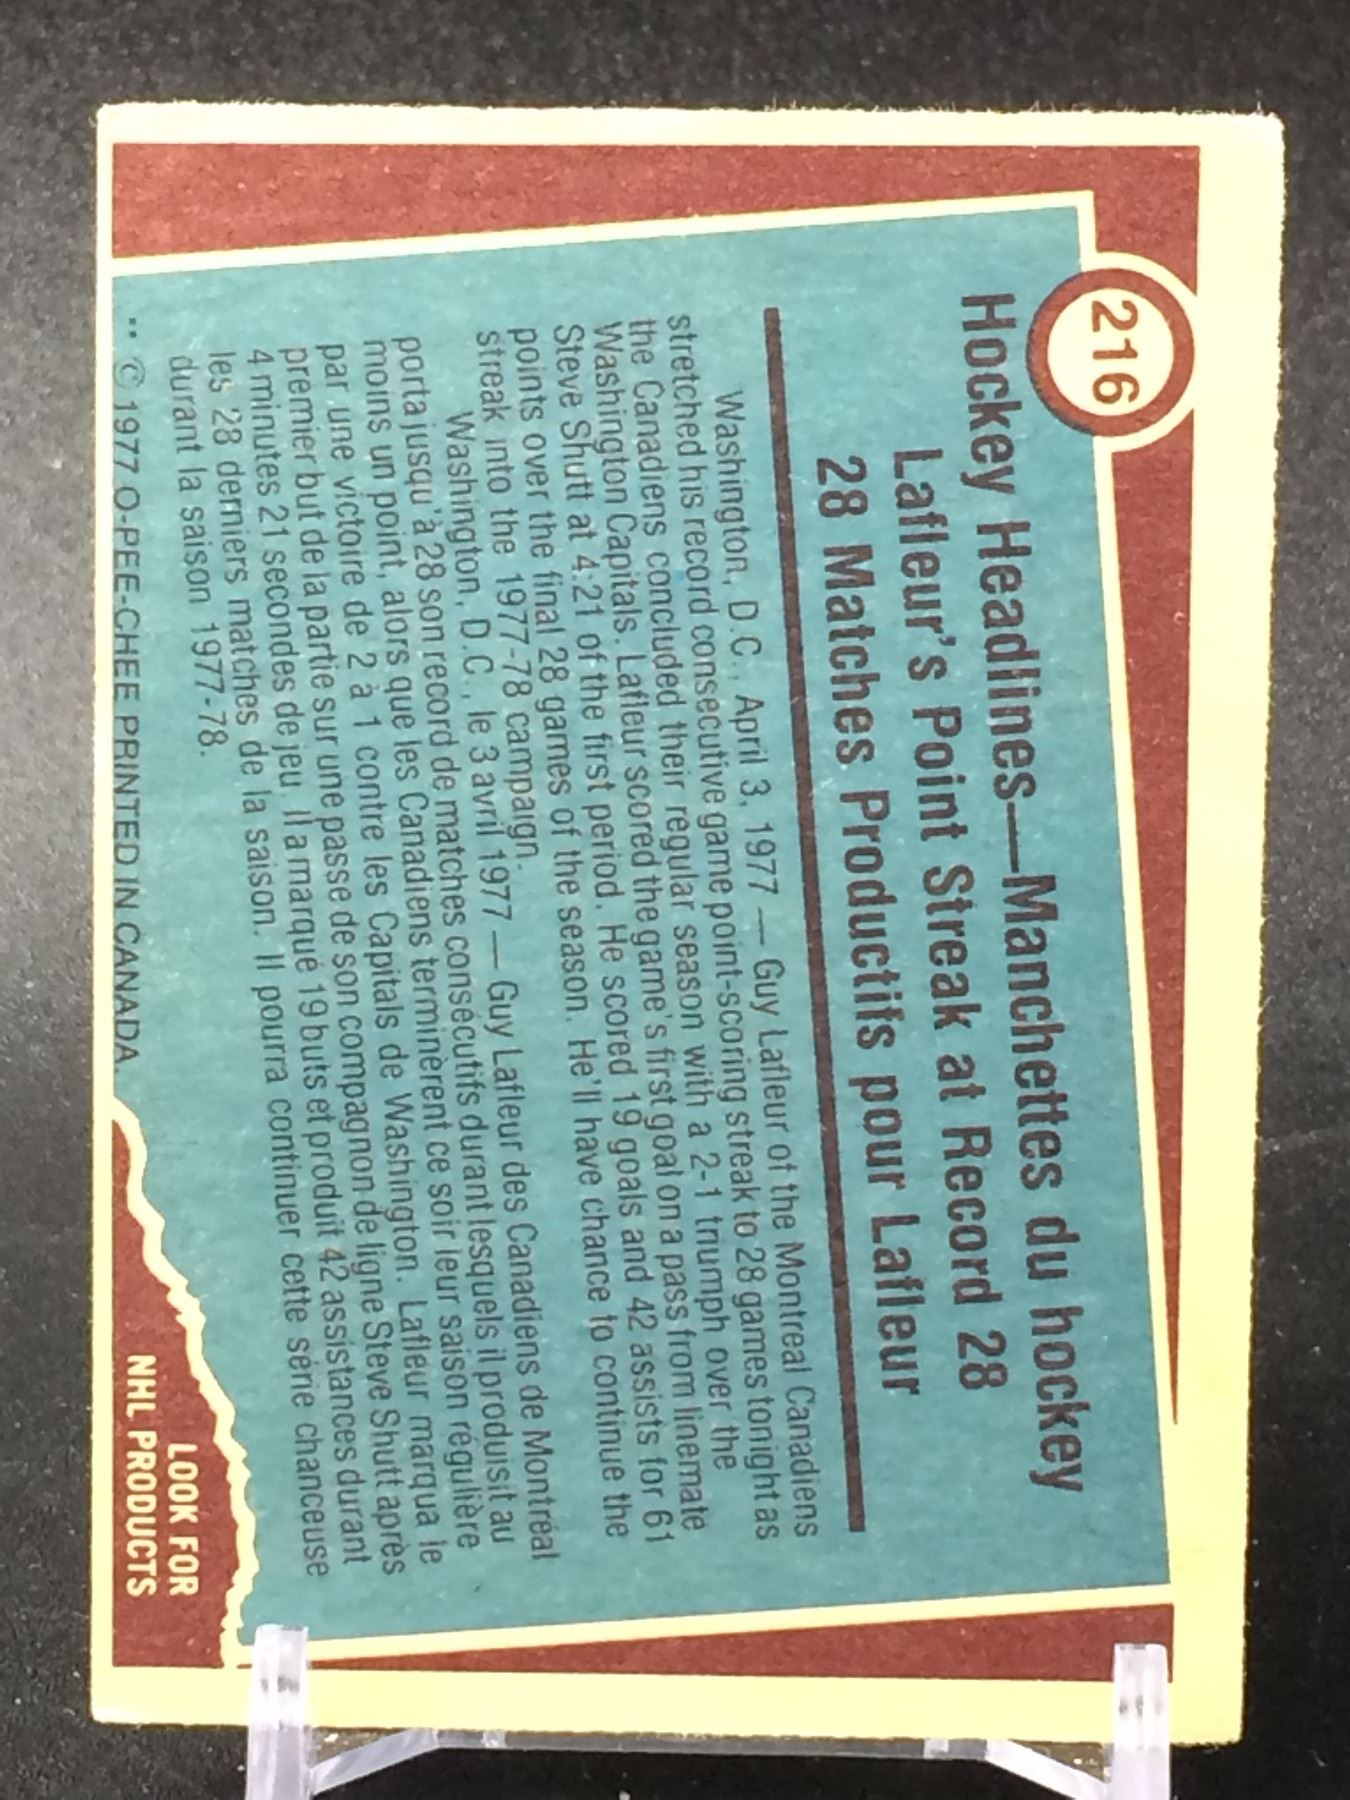 216
Hockey Headlines—Manchettes du hockey
Lafleur's Point Streak at Record 28
28 Matches Productifs pour Lafleur
Washington, D.C., April 3, 1977 — Guy Lafleur of the Montreal Canadiens
stretched his record consecutive game point-scoring streak to 28 games tonight as
the Canadiens concluded their regular season with a 2-1 triumph over the
Washington Capitals. Lafleur scored the game's first goal on a pass from linemate
Steve Shutt at 4:21 of the first period. He scored 19 goals and 42 assists for 61
points over the final 28 games of the season. He'll have chance to continue the
streak into the 1977-78 campaign.
Washington, D.C., le 3 avril 1977 — Guy Lafleur des Canadiens de Montréal
porta jusqu'à 28 son record de matches consécutifs durant lesquels il produisit au
moins un point, alors que les Canadiens terminèrent ce soir leur saison régulière
par une victoire de 2 à 1 contre les Capitals de Washington. Lafleur marqua le
premier but de la partie sur une passe de son compagnon de ligne Steve Shutt après
4 minutes 21 secondes de jeu. Il a marqué 19 buts et produit 42 assistances durant
les 28 derniers matches de la saison. Il pourra continuer cette série chanceuse
durant la saison 1977-78.
** © 1977 O-PEE-CHEE PRINTED IN CANADA
LOOK FOR
NHL PRODUCTS